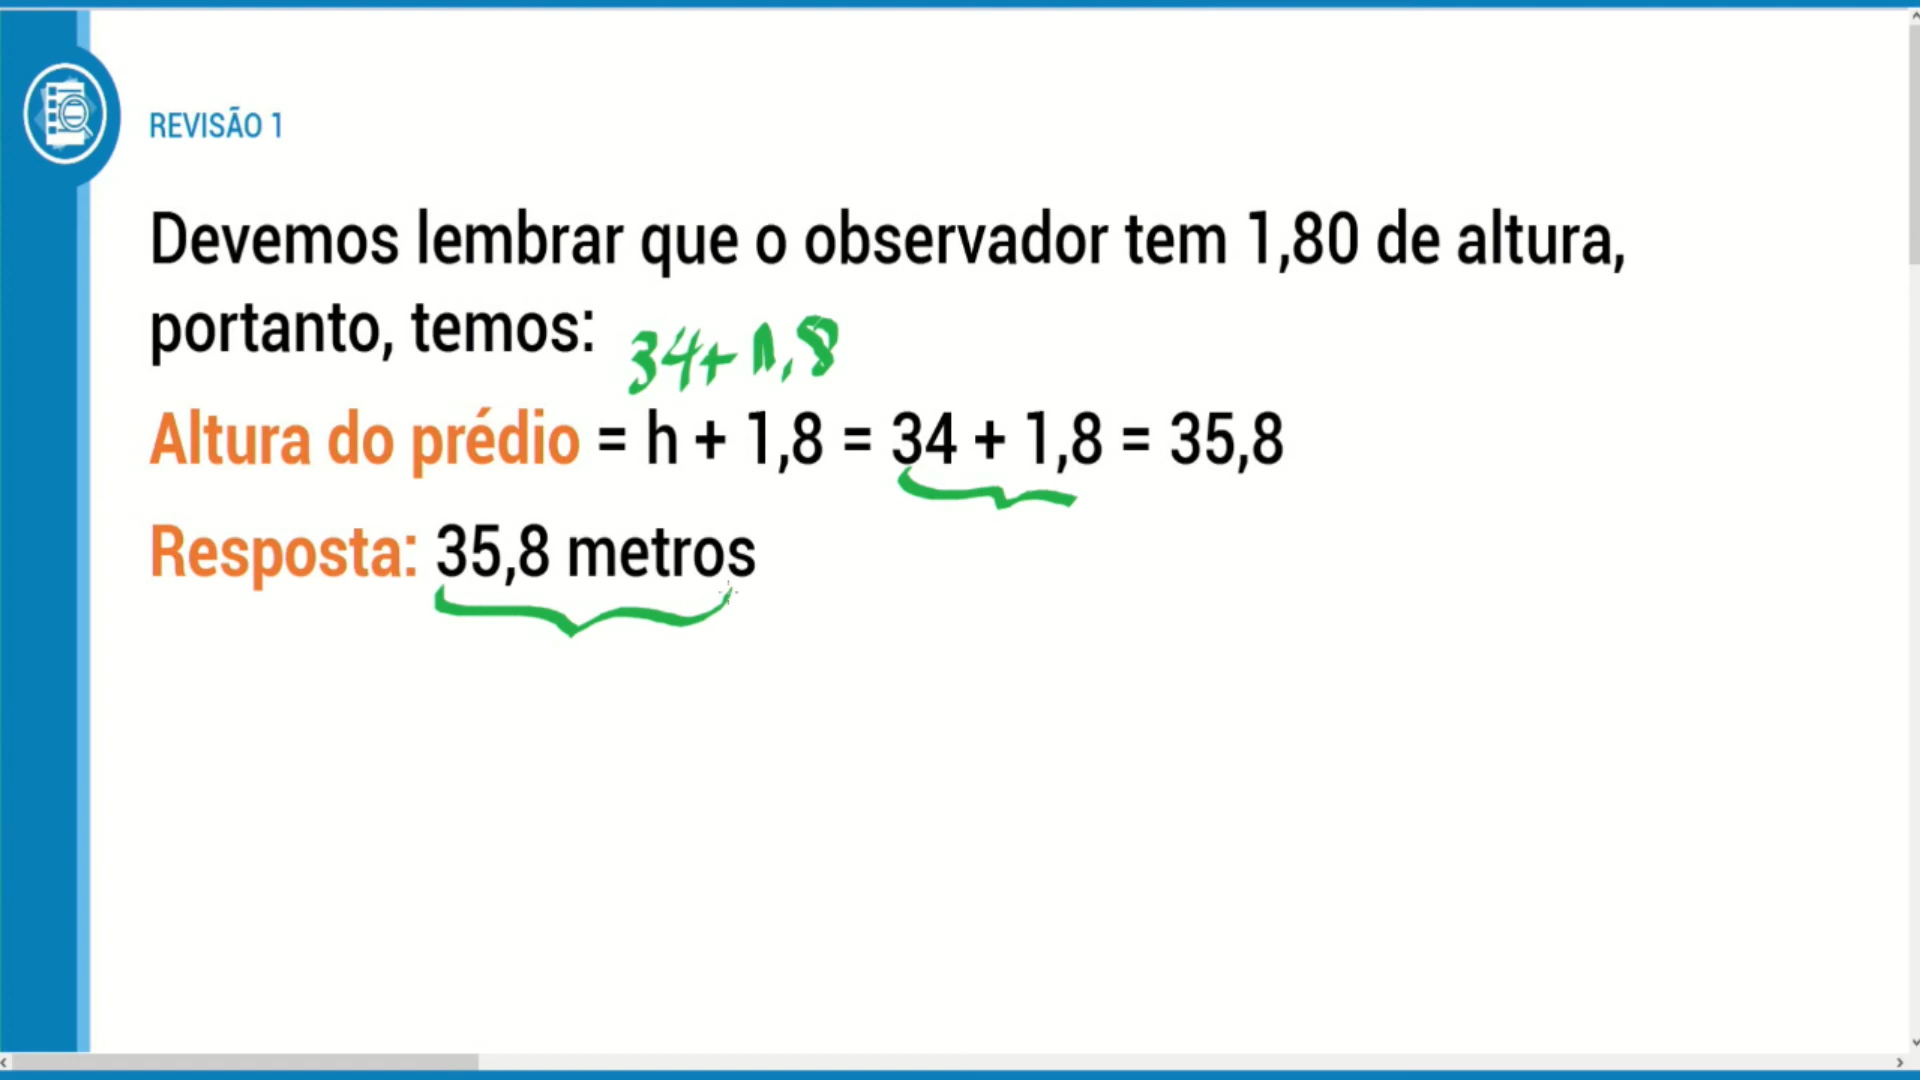 REVISÃO 1
Devemos lembrar que o observador tem 1,80 de altura,
portanto, temos:
34+1,8
Altura do prédio = h + 1,8 = 34 + 1,8 = 35,8
Resposta: 35,8 metros